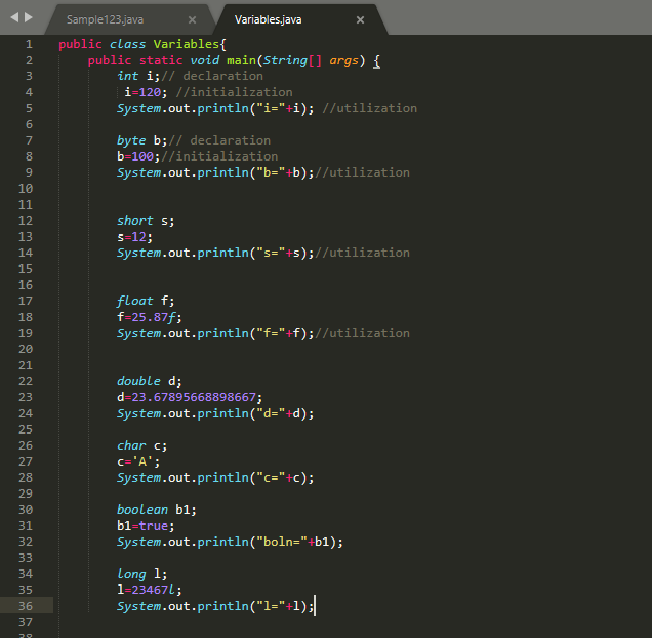 Sample123.java × Variables.java ×
1 public class Variables{
2 public static void main(String[] args) {
3 int i;// declaration
4 i=120; //initialization
5 System.out.println("i="+i); //utilization
6
7 byte b;// declaration
8 b=100;//initialization
9 System.out.println("b="+b);//utilization
10
11
12 short s;
13 s=12;
14 System.out.println("s="+s);//utilization
15
16
17 float f;
18 f=25.87f;
19 System.out.println("f="+f);//utilization
20
21
22 double d;
23 d=23.67895668898667;
24 System.out.println("d="+d);
25
26 char c;
27 c='A';
28 System.out.println("c="+c);
29
30 boolean b1;
31 b1=true;
32 System.out.println("boln="+b1);
33
34 long l;
35 l=23467l;
36 System.out.println("l="+l);
37
38